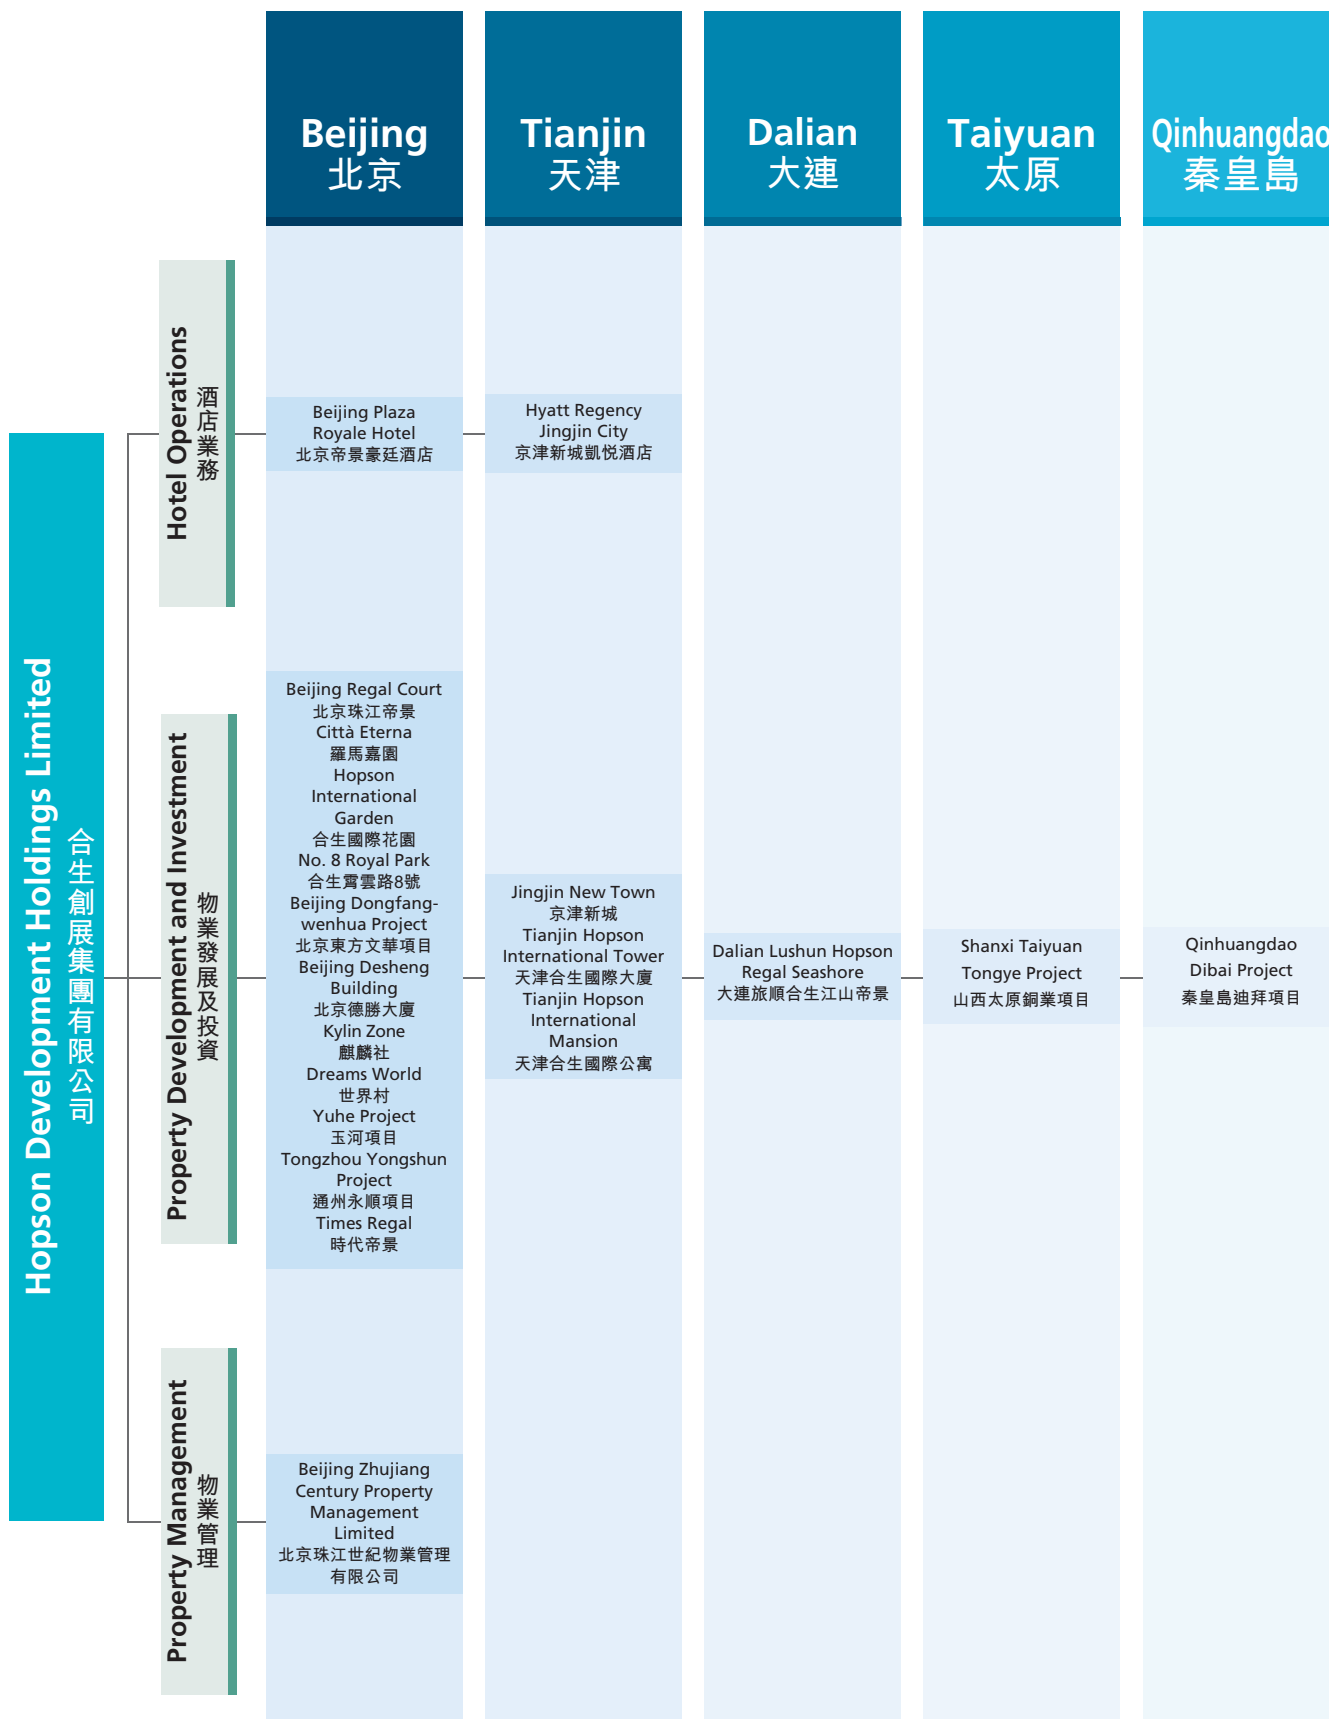 Beijing
北京
Tianjin
天津
Dalian
大連
Taiyuan
太原
Qinhuangdao
秦皇島
Hopson Development Holdings Limited
合生創展集團有限公司
Hotel Operations
酒店業務
Beijing Plaza
Royale Hotel
北京帝景豪廷酒店
Hyatt Regency
Jingjin City
京津新城凱悅酒店
Property Development and Investment
物業發展及投資
Beijing Regal Court
北京珠江帝景
Città Eterna
羅馬嘉園
Hopson
International
Garden
合生國際花園
No. 8 Royal Park
合生霄雲路8號
Beijing Dongfang-
wenhua Project
北京東方文華項目
Beijing Desheng
Building
北京德勝大廈
Kylin Zone
麒麟社
Dreams World
世界村
Yuhe Project
玉河項目
Tongzhou Yongshun
Project
通州永順項目
Times Regal
時代帝景
Jingjin New Town
京津新城
Tianjin Hopson
International Tower
天津合生國際大廈
Tianjin Hopson
International
Mansion
天津合生國際公寓
Dalian Lushun Hopson
Regal Seashore
大連旅順合生江山帝景
Shanxi Taiyuan
Tongye Project
山西太原銅業項目
Qinhuangdao
Dibai Project
秦皇島迪拜項目
Property Management
物業管理
Beijing Zhujiang
Century Property
Management
Limited
北京珠江世紀物業管理
有限公司